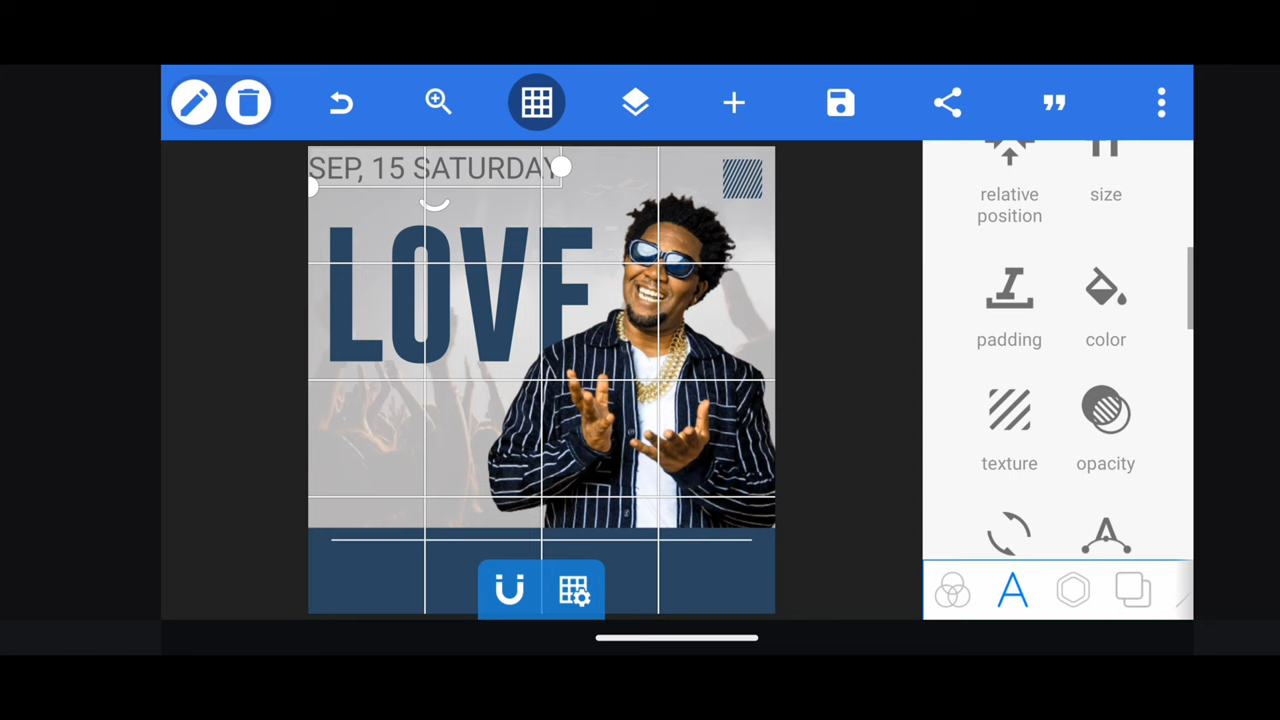 SEP, 15 SATURDAY
LOVE
relative
position
size
padding
color
texture
opacity